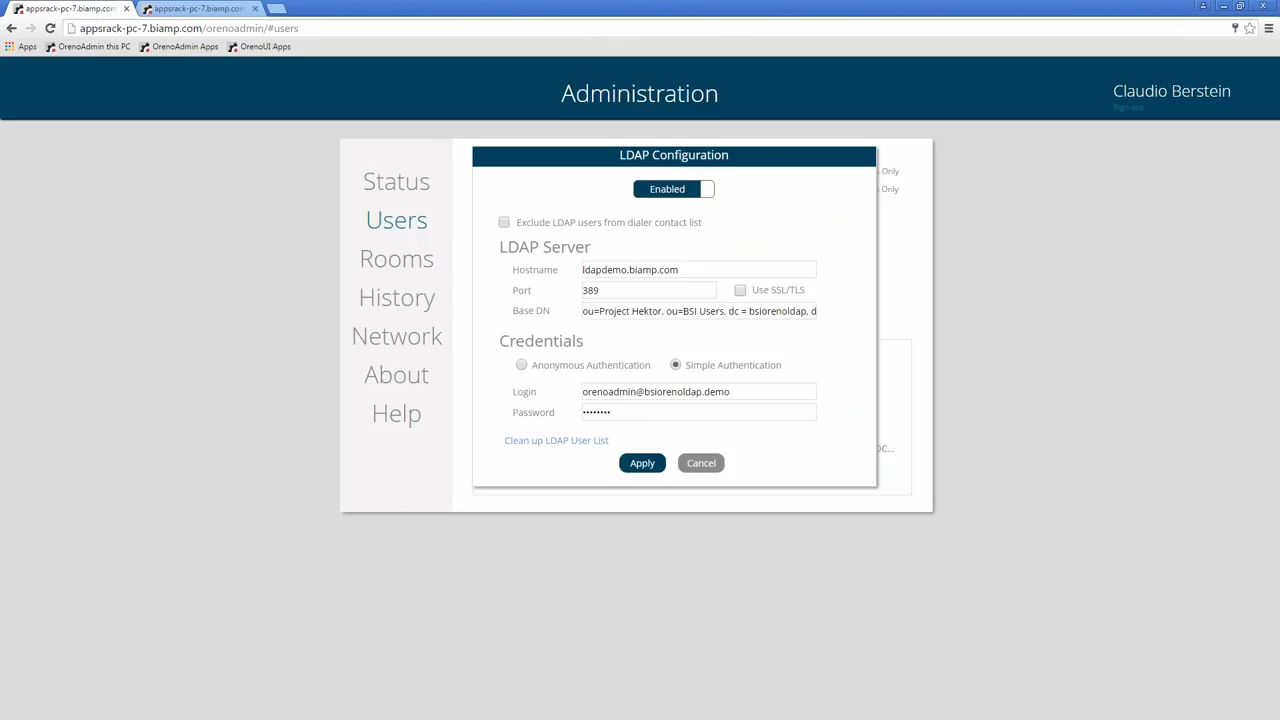 appsrack-pc-7.biamp.com
appsrack-pc-7.biamp.com
appsrack-pc-7.biamp.com/orenoadmin/#users
Apps OrenoAdmin this PC OrenoAdmin Apps OrenoUI Apps
Administration
Claudio Berstein
Sign out
Status
Users
Rooms
History
Network
About
Help
LDAP Configuration
Enabled
Exclude LDAP users from dialer contact list
LDAP Server
Hostname ldapdemo.biamp.com
Port 389 Use SSL/TLS
Base DN ou=Project Hektor, ou=BSI Users, dc = bsiorenoldap, d
Credentials
Anonymous Authentication Simple Authentication
Login orenoadmin@bsiorenoldap.demo
Password ••••••••
Clean up LDAP User List
Apply Cancel
s Only
s Only
DC...